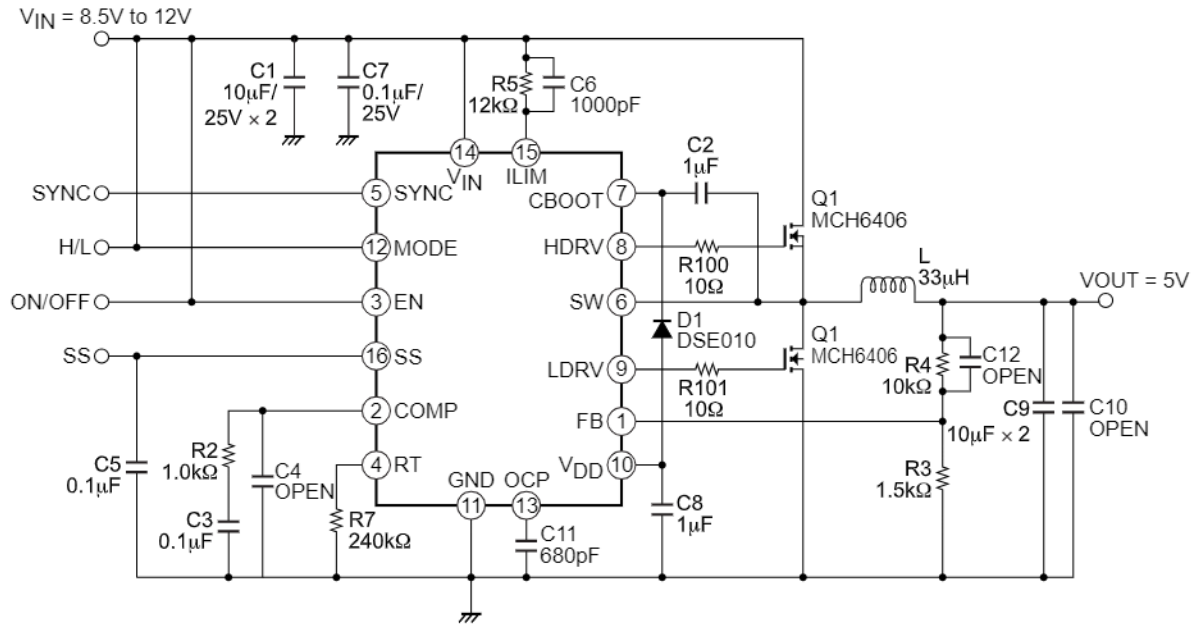 VIN = 8.5V to 12V
C1
10µF/
25V × 2
C7
0.1µF/
25V
R5
12kΩ
C6
1000pF
14
VIN
15
ILIM
SYNC
5
SYNC
H/L
12
MODE
ON/OFF
3
EN
SS
16
SS
2
COMP
4
RT
CBOOT
7
HDRV
8
SW
6
LDRV
9
FB
1
VDD
10
GND
11
OCP
13
C2
1µF
Q1
MCH6406
R100
10Ω
L
33µH
VOUT = 5V
D1
DSE010
Q1
MCH6406
R101
10Ω
R4
10kΩ
C12
OPEN
C9
10µF × 2
C10
OPEN
R3
1.5kΩ
C8
1µF
C5
0.1µF
R2
1.0kΩ
C4
OPEN
C3
0.1µF
R7
240kΩ
C11
680pF